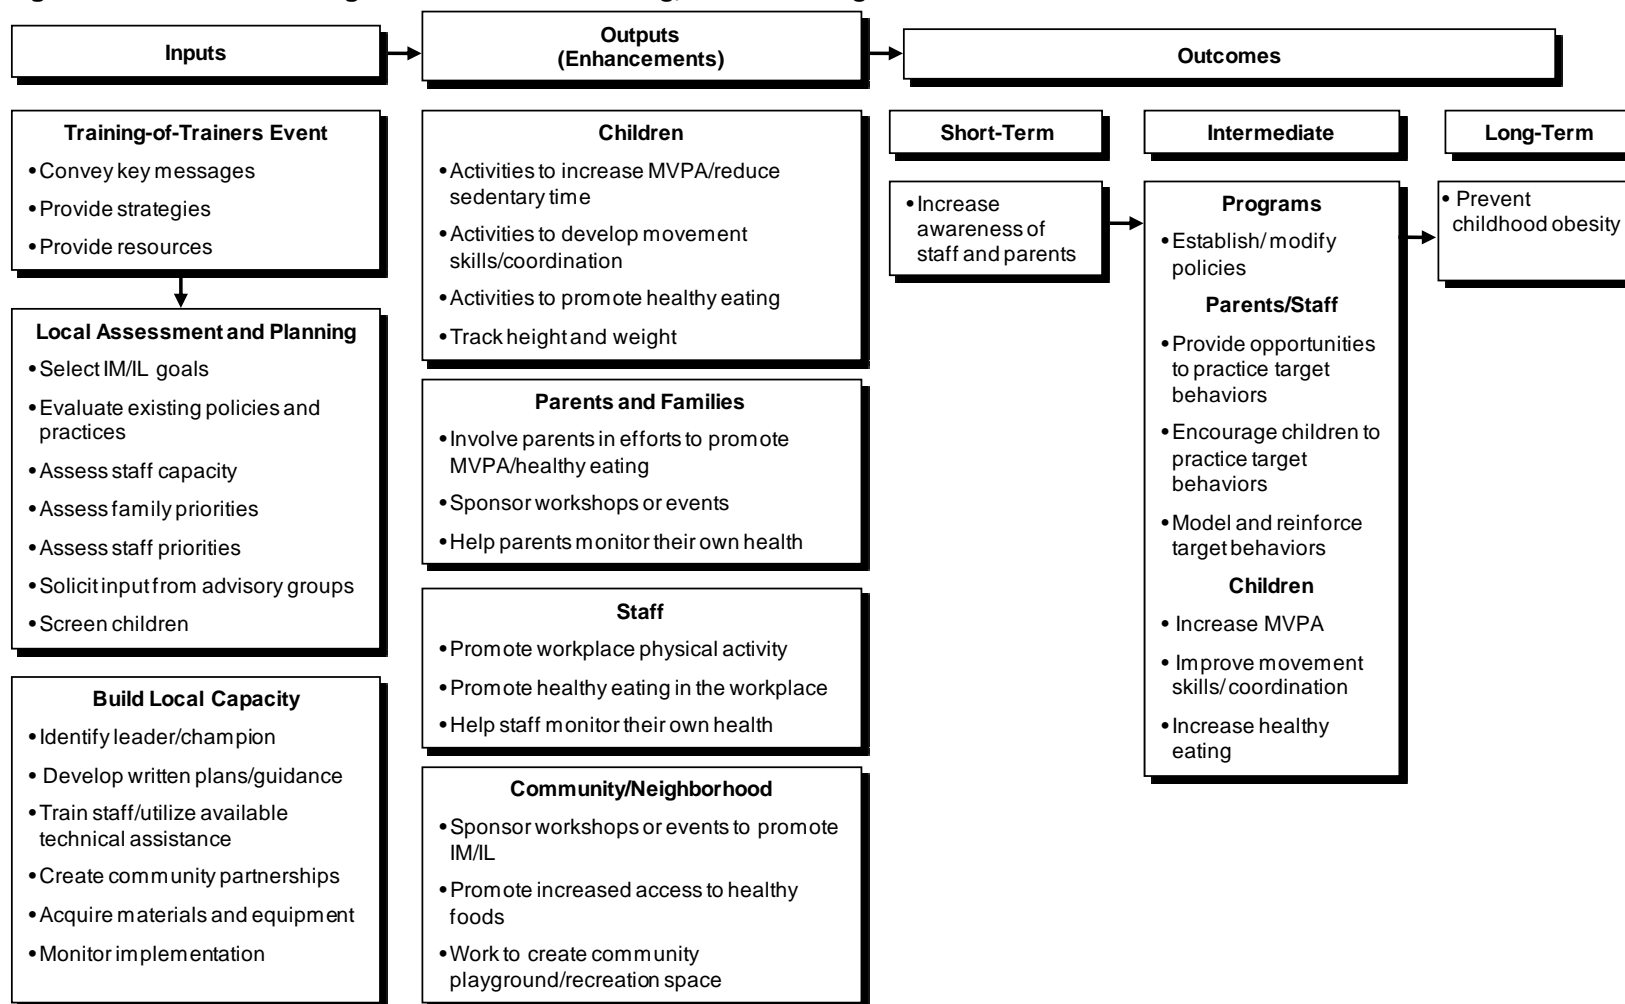 Inputs
Outputs
(Enhancements)
Outcomes
Training-of-Trainers Event
•Convey key messages
•Provide strategies
•Provide resources
Local Assessment and Planning
•Select IM/IL goals
•Evaluate existing policies and
practices
•Assess staff capacity
•Assess family priorities
•Assess staff priorities
•Solicit input from advisory groups
•Screen children
Build Local Capacity
•Identify leader/champion
• Develop written plans/guidance
•Train staff/utilize available
technical assistance
•Create community partnerships
•Acquire materials and equipment
•Monitor implementation
Children
•Activities to increase MVPA/reduce
sedentary time
•Activities to develop movement
skills/coordination
•Activities to promote healthy eating
•Track height and weight
Parents and Families
•Involve parents in efforts to promote
MVPA/healthy eating
•Sponsor workshops or events
•Help parents monitor their own health
Staff
•Promote workplace physical activity
•Promote healthy eating in the workplace
•Help staff monitor their own health
Community/Neighborhood
•Sponsor workshops or events to promote
IM/IL
•Promote increased access to healthy
foods
•Work to create community
playground/recreation space
Short-Term
•Increase
awareness of
staff and parents
Intermediate
Programs
•Establish/modify
policies
Parents/Staff
•Provide opportunities
to practice target
behaviors
•Encourage children to
practice target
behaviors
•Model and reinforce
target behaviors
Children
• Increase MVPA
• Improve movement
skills/coordination
•Increase healthy
eating
Long-Term
• Prevent
childhood obesity